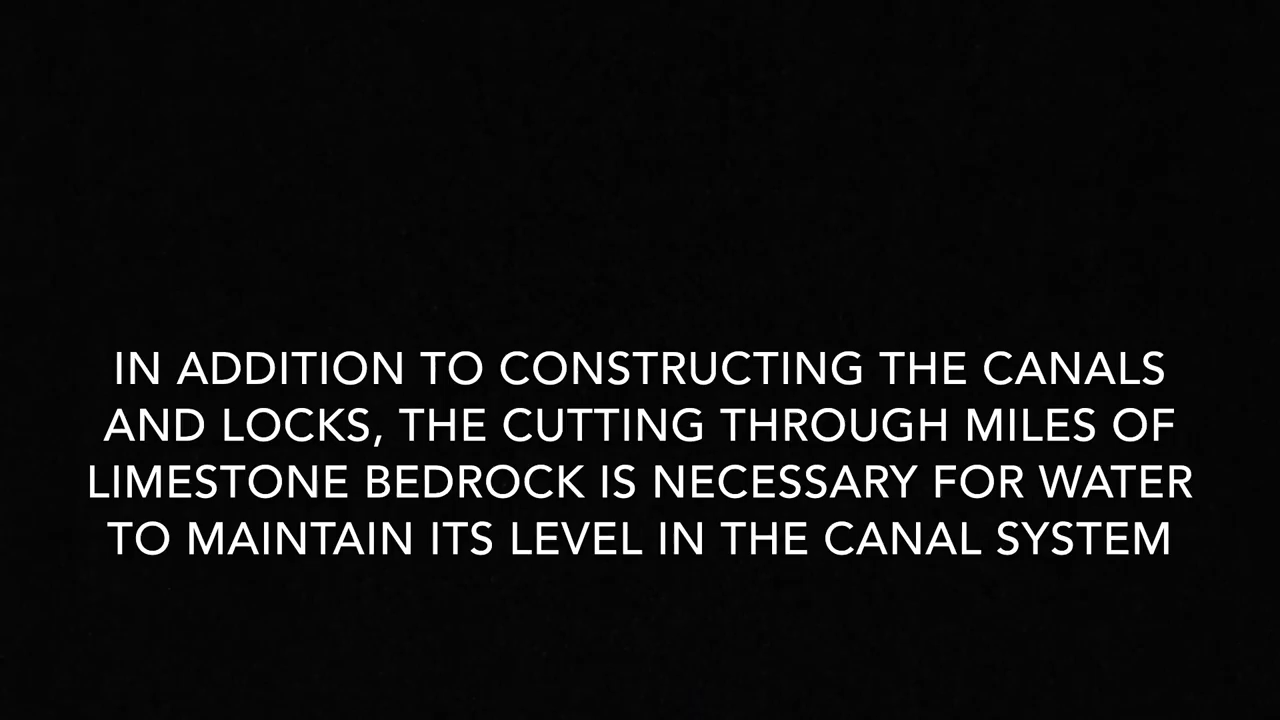 IN ADDITION TO CONSTRUCTING THE CANALS
AND LOCKS, THE CUTTING THROUGH MILES OF
LIMESTONE BEDROCK IS NECESSARY FOR WATER
TO MAINTAIN ITS LEVEL IN THE CANAL SYSTEM